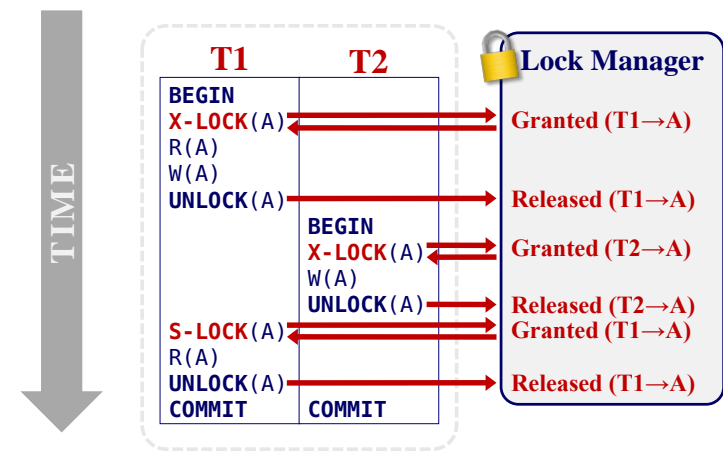 TIME
T1 T2 Lock Manager
BEGIN
X-LOCK(A) Granted (T1→A)
R(A)
W(A)
UNLOCK(A) Released (T1→A)
BEGIN
X-LOCK(A) Granted (T2→A)
W(A)
UNLOCK(A) Released (T2→A)
S-LOCK(A) Granted (T1→A)
R(A)
UNLOCK(A) Released (T1→A)
COMMIT COMMIT